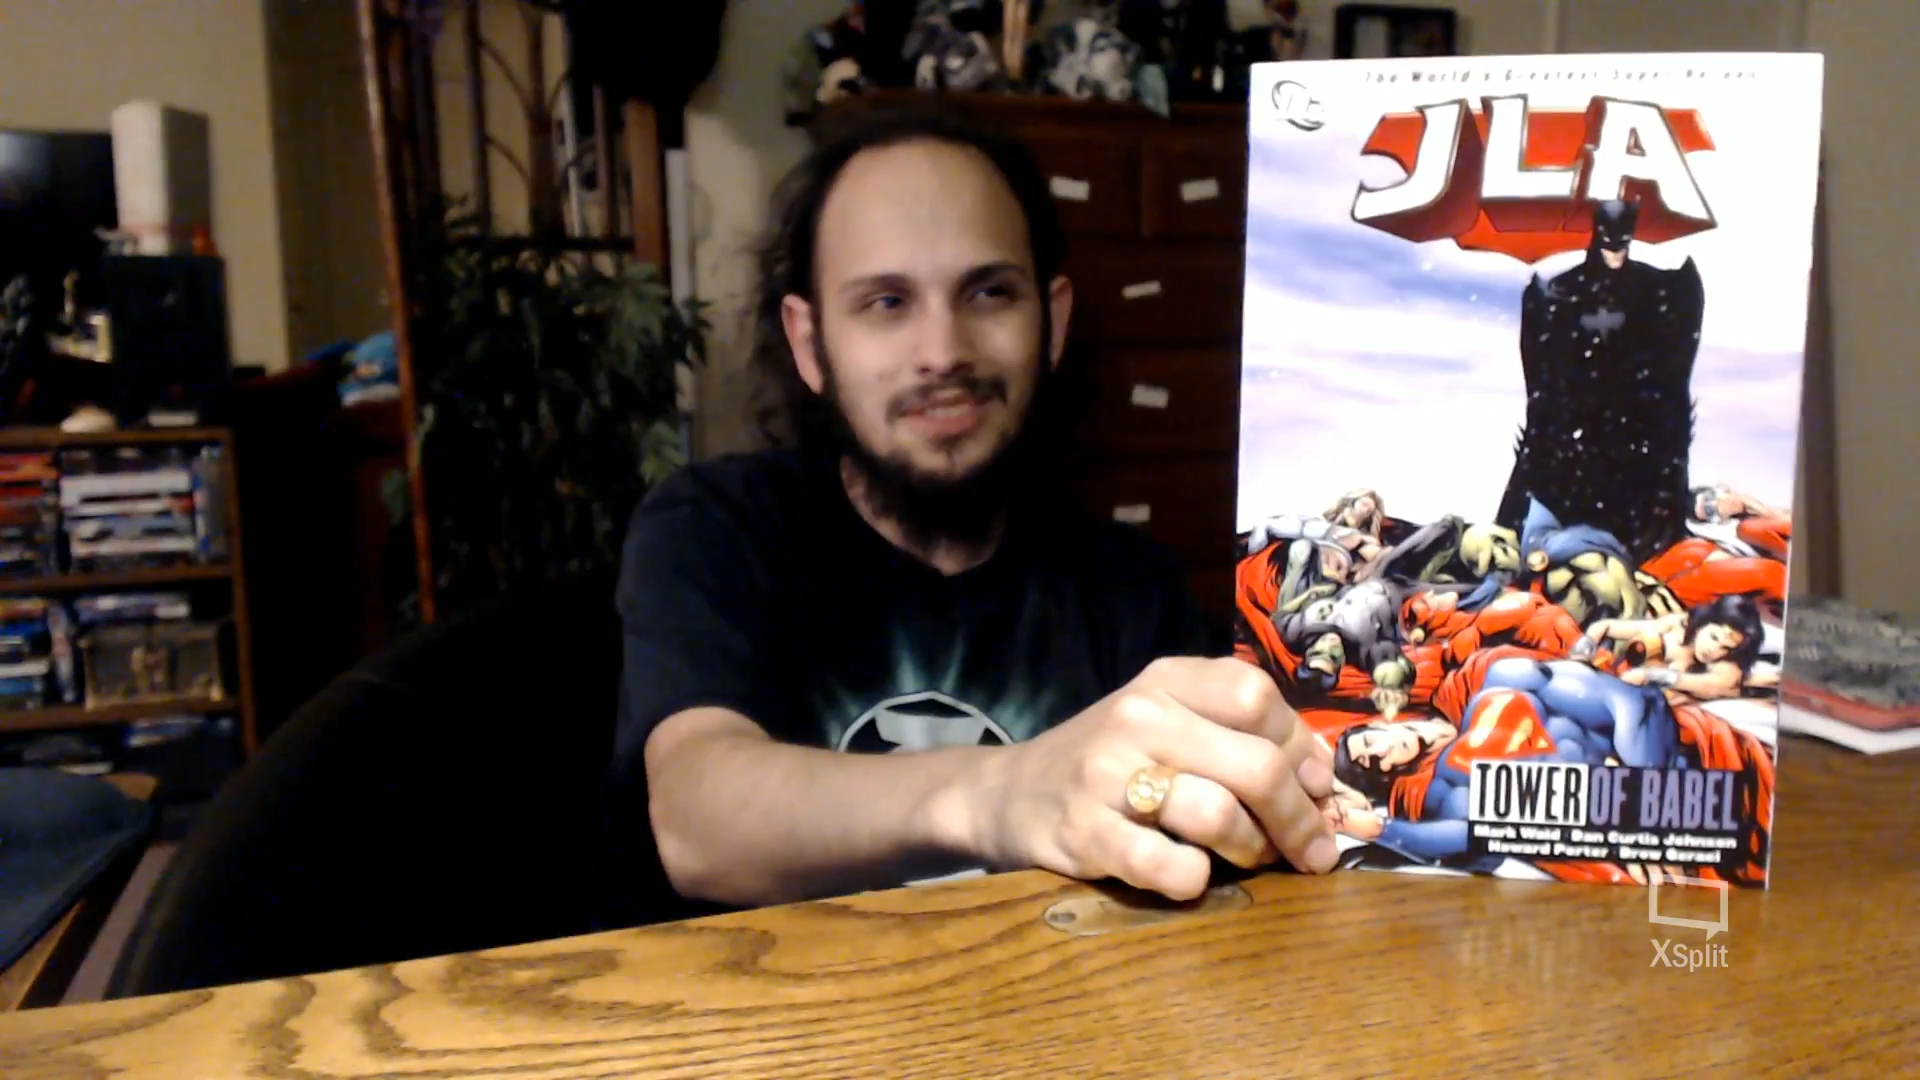 The World's Greatest Super Heroes
JLA
TOWER OF BABEL
Mark Waid Dan Curtis Johnson
Howard Porter Drew Geraci
XSplit